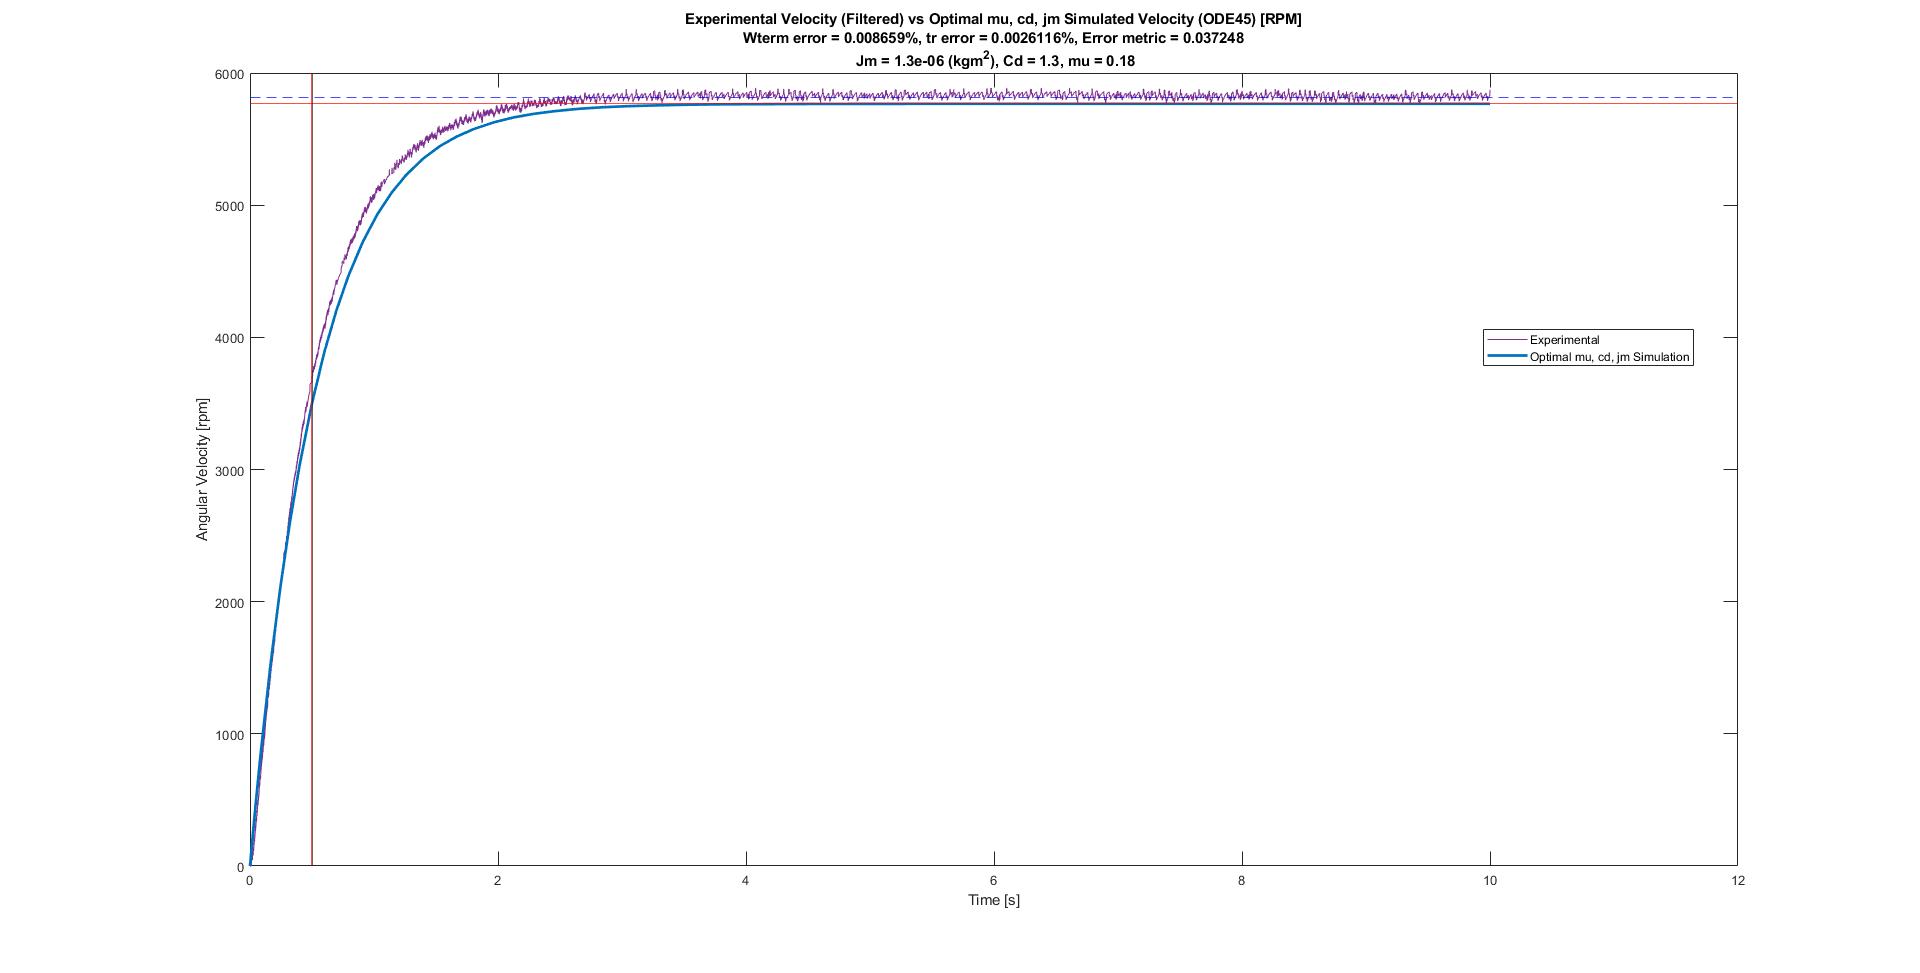 Experimental Velocity (Filtered) vs Optimal mu, cd, jm Simulated Velocity (ODE45) [RPM]
Wterm error = 0.008659%, tr error = 0.0026116%, Error metric = 0.037248
Jm = 1.3e-06 (kgm²), Cd = 1.3, mu = 0.18
6000
5000
4000
3000
2000
1000
0
Angular Velocity [rpm]
Experimental
Optimal mu, cd, jm Simulation
0 2 4 6 8 10 12
Time [s]